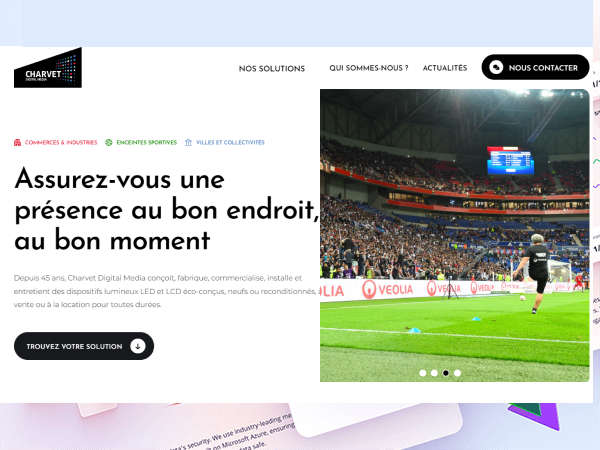 CHARVET
DIGITAL MEDIA
NOS SOLUTIONS
QUI SOMMES-NOUS ?
ACTUALITÉS
NOUS CONTACTER
COMMERCES & INDUSTRIES
ENCEINTES SPORTIVES
VILLES ET COLLECTIVITÉS
Assurez-vous une
présence au bon endroit,
au bon moment
Depuis 45 ans, Charvet Digital Media conçoit, fabrique, commercialise, installe et
entretient des dispositifs lumineux LED et LCD éco-conçus, neufs ou reconditionnés,
vente ou à la location pour toutes durées.
TROUVEZ VOTRE SOLUTION
LIA
VEOLIA
VEOLIA
VEOLIA
's security. We use industry-leading me
on Microsoft Azure, ensuring
data safe.